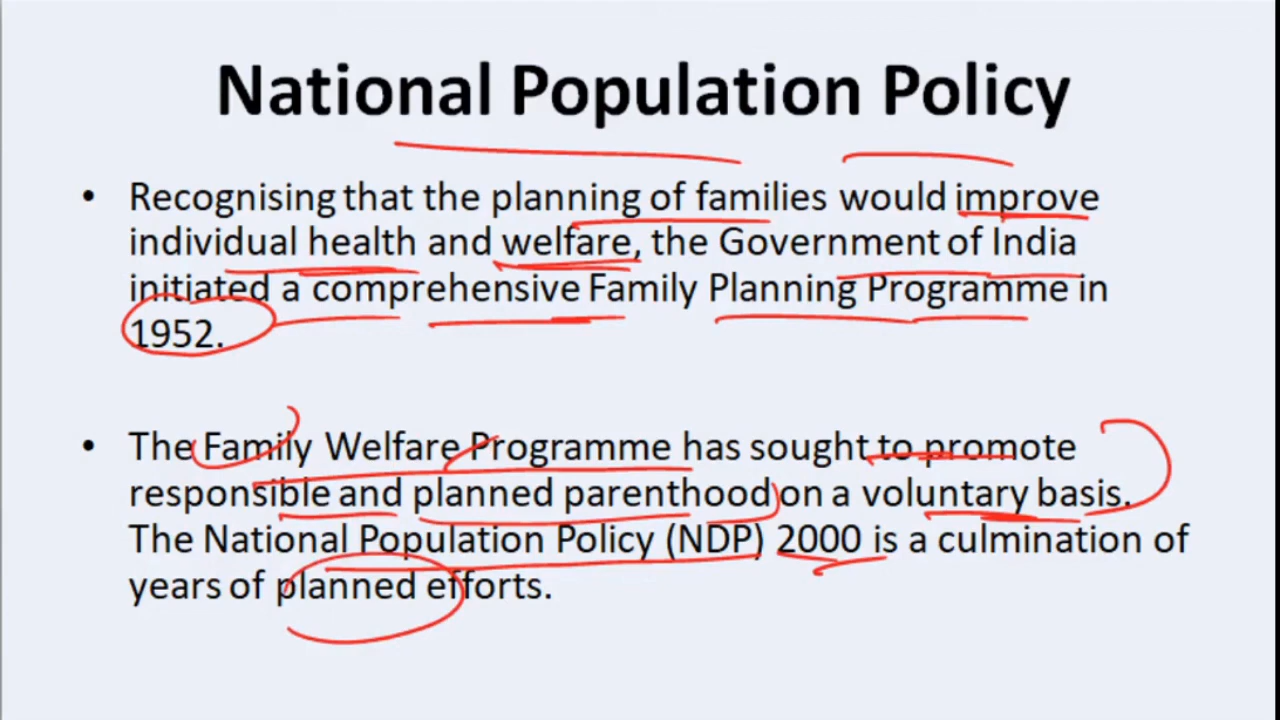 National Population Policy
• Recognising that the planning of families would improve
individual health and welfare, the Government of India
initiated a comprehensive Family Planning Programme in
1952.
• The Family Welfare Programme has sought to promote
responsible and planned parenthood on a voluntary basis.
The National Population Policy (NDP) 2000 is a culmination of
years of planned efforts.